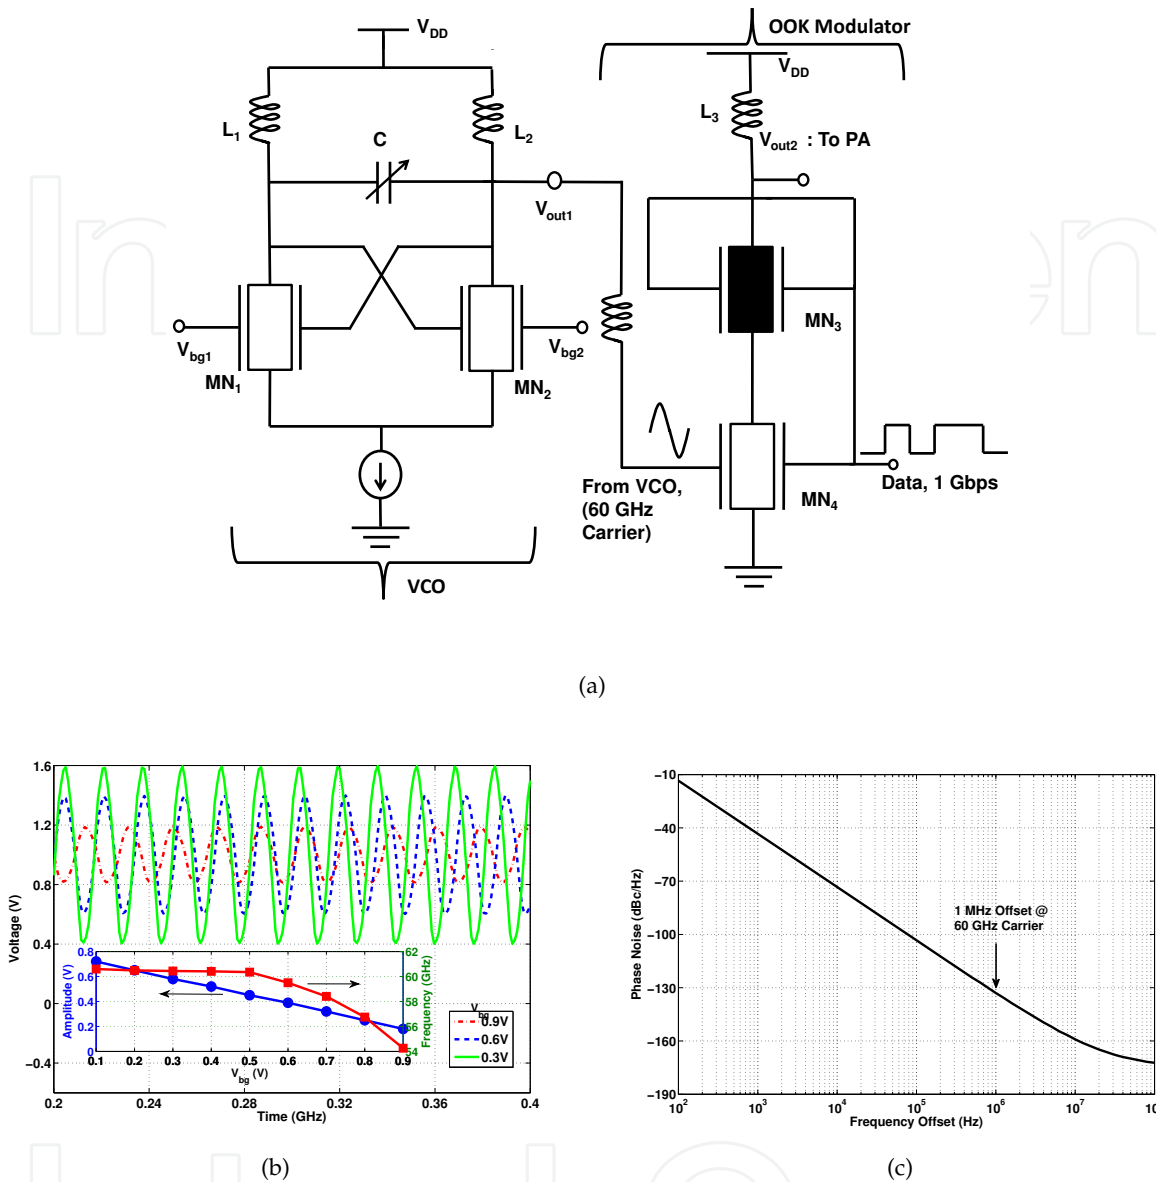 OOK Modulator
V_DD
V_DD
L_1
L_2
C
L_3
V_out2 : To PA
V_out1
V_bg1
V_bg2
MN_1
MN_2
MN_3
MN_4
From VCO,
(60 GHz
Carrier)
Data, 1 Gbps
VCO
(a)
1.6
1.2
0.8
0.4
0
−0.4
Voltage (V)
0.2
0.24
0.28
0.32
0.36
0.4
Time (GHz)
0.8
0.6
0.4
0.2
0
Amplitude (V)
62
60
58
56
54
Frequency (GHz)
0.1
0.2
0.3
0.4
0.5
0.6
0.7
0.8
0.9
V_bg (V)
V_bg
0.9V
0.6V
0.3V
(b)
−10
−40
−70
−100
−130
−160
−190
Phase Noise (dBc/Hz)
1 MHz Offset @
60 GHz Carrier
10^2
10^3
10^4
10^5
10^6
10^7
Frequency Offset (Hz)
(c)